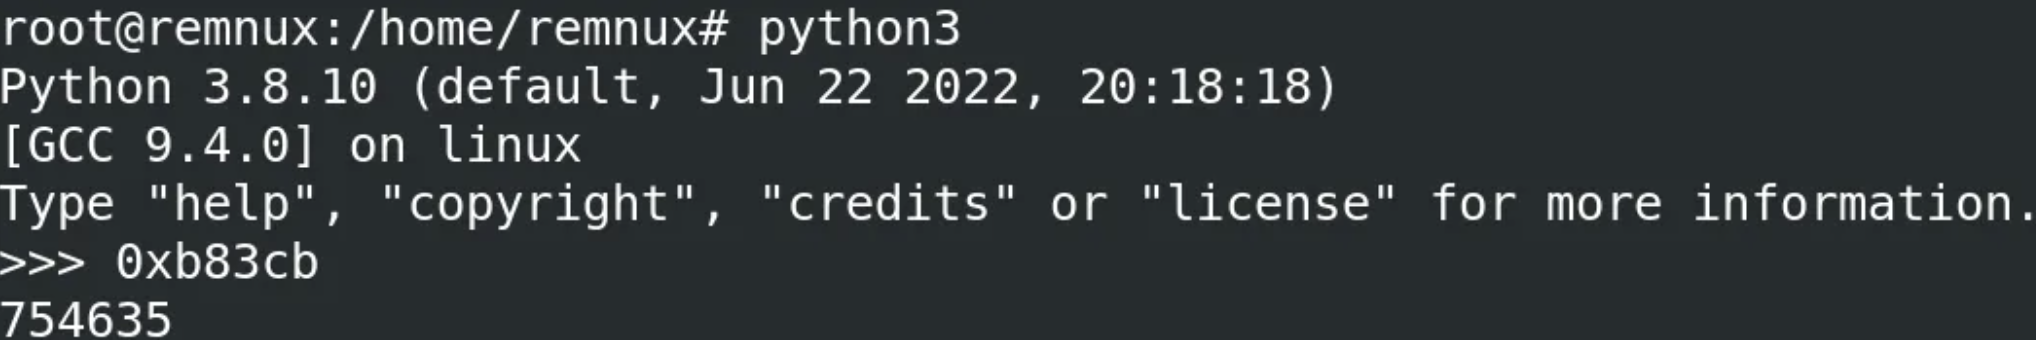 root@remnux:/home/remnux# python3
Python 3.8.10 (default, Jun 22 2022, 20:18:18)
[GCC 9.4.0] on linux
Type "help", "copyright", "credits" or "license" for more information.
>>> 0xb83cb
754635